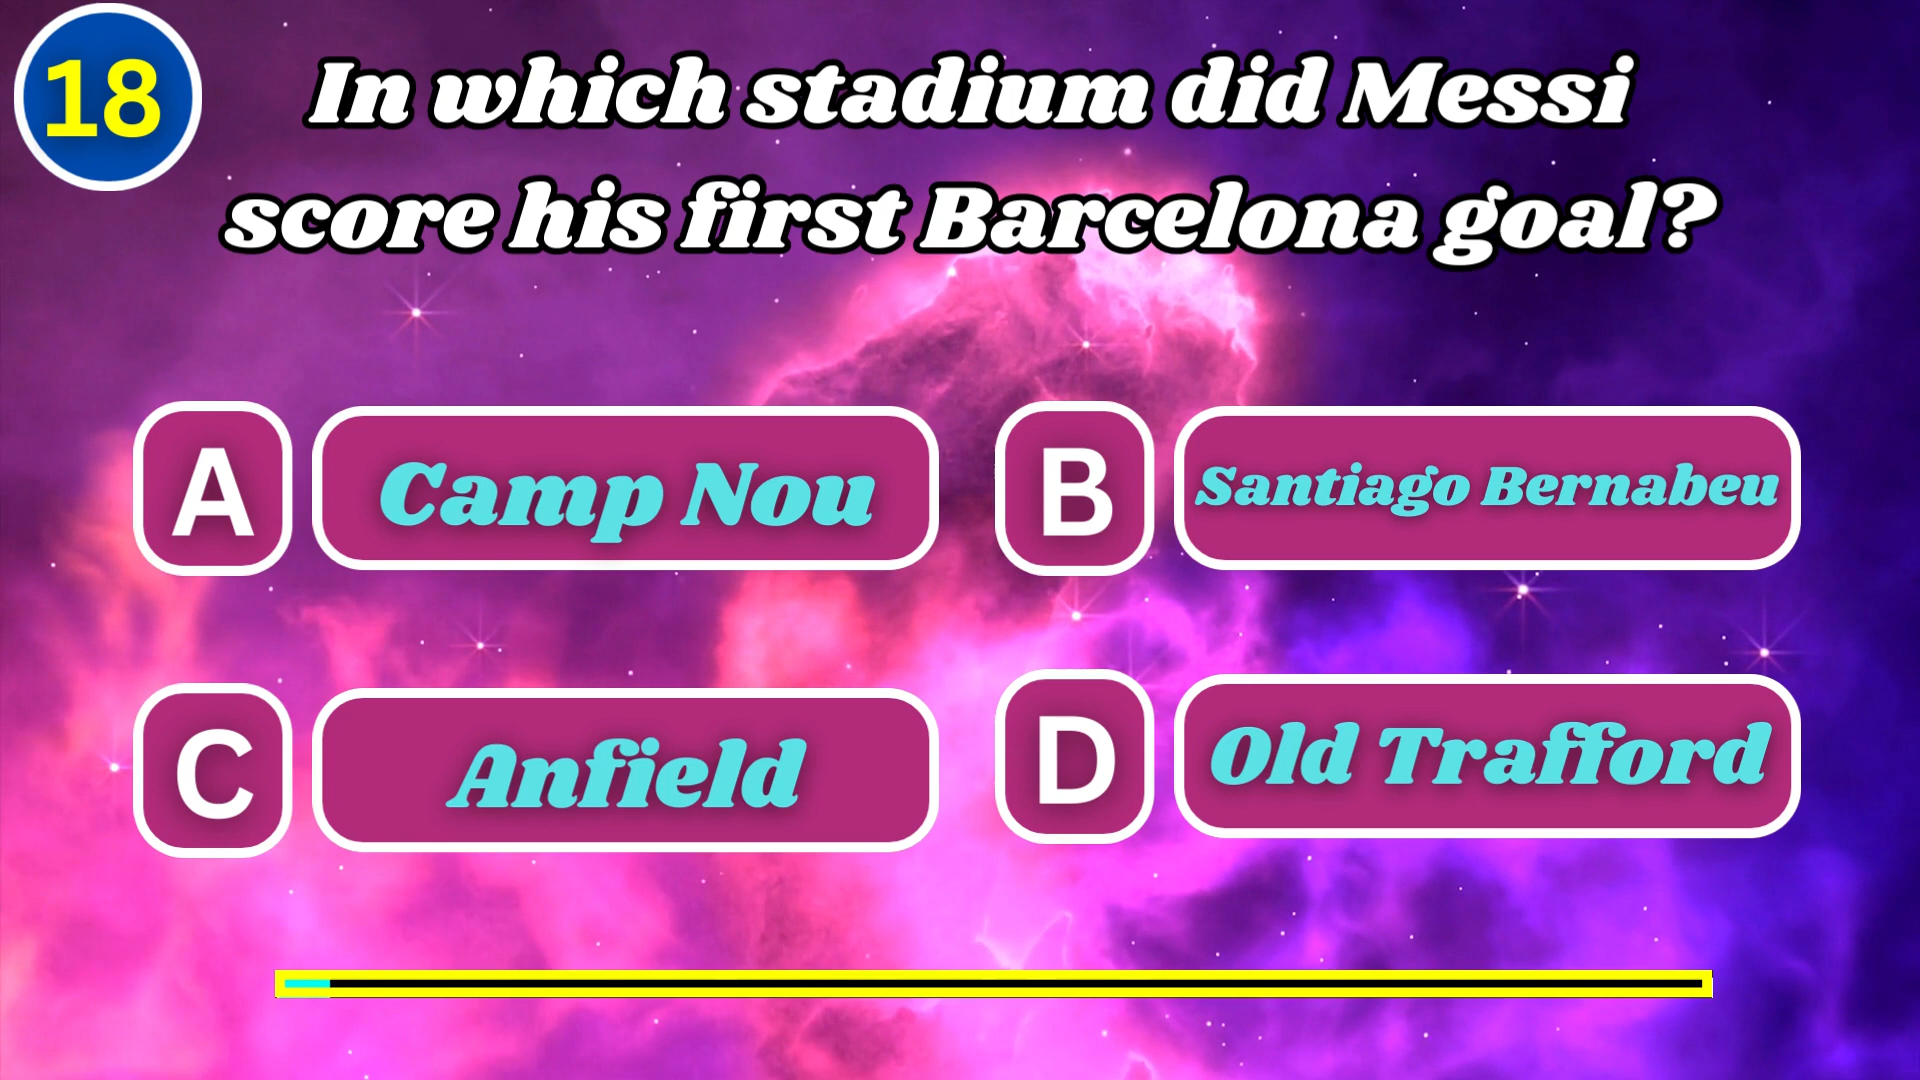 18
In which stadium did Messi
score his first Barcelona goal?
A
Camp Nou
B
Santiago Bernabeu
C
Anfield
D
Old Trafford